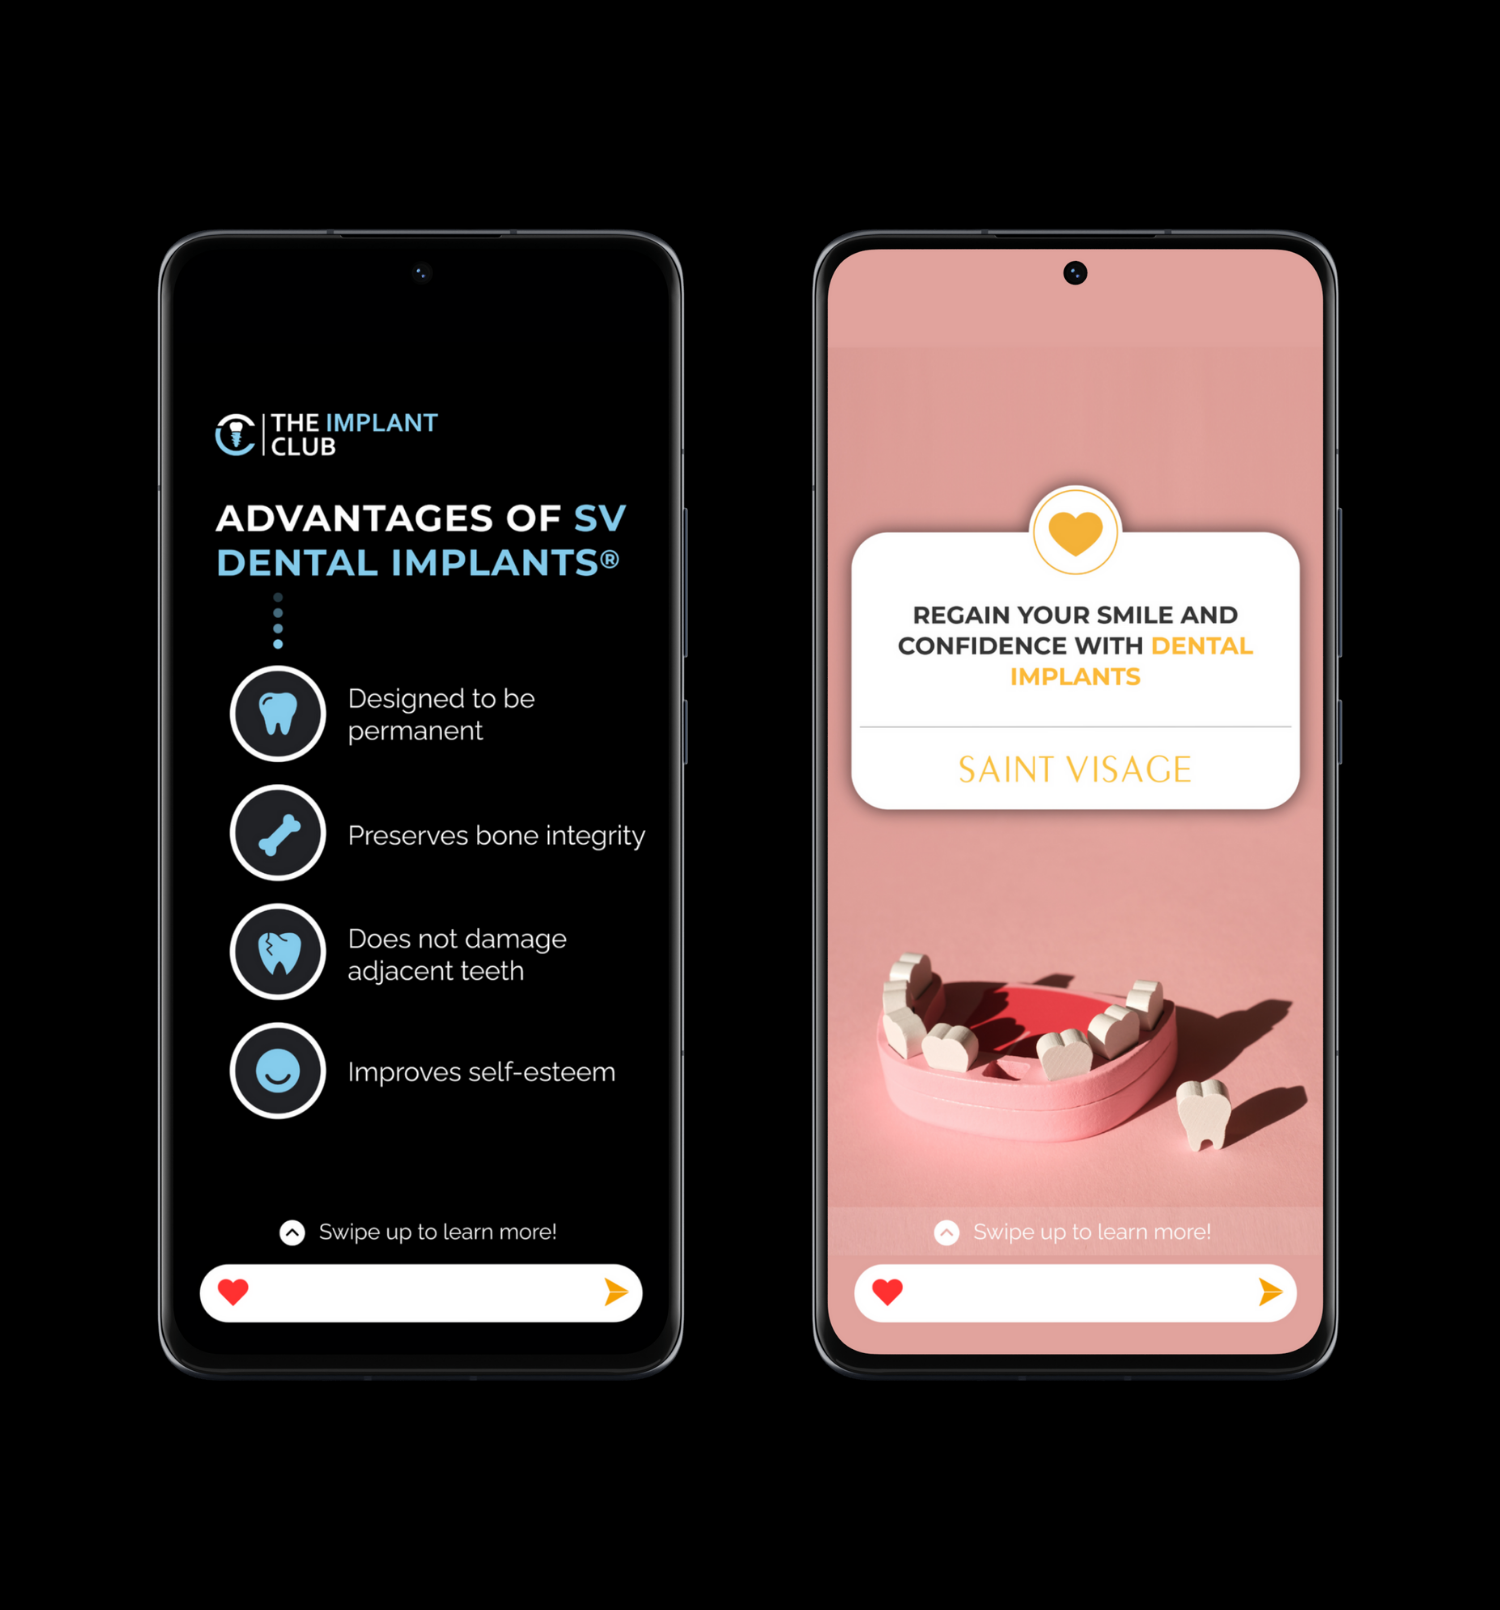 THE IMPLANT
CLUB
ADVANTAGES OF SV
DENTAL IMPLANTS®
Designed to be
permanent
Preserves bone integrity
Does not damage
adjacent teeth
Improves self-esteem
Swipe up to learn more!
REGAIN YOUR SMILE AND
CONFIDENCE WITH DENTAL
IMPLANTS
SAINT VISAGE
Swipe up to learn more!